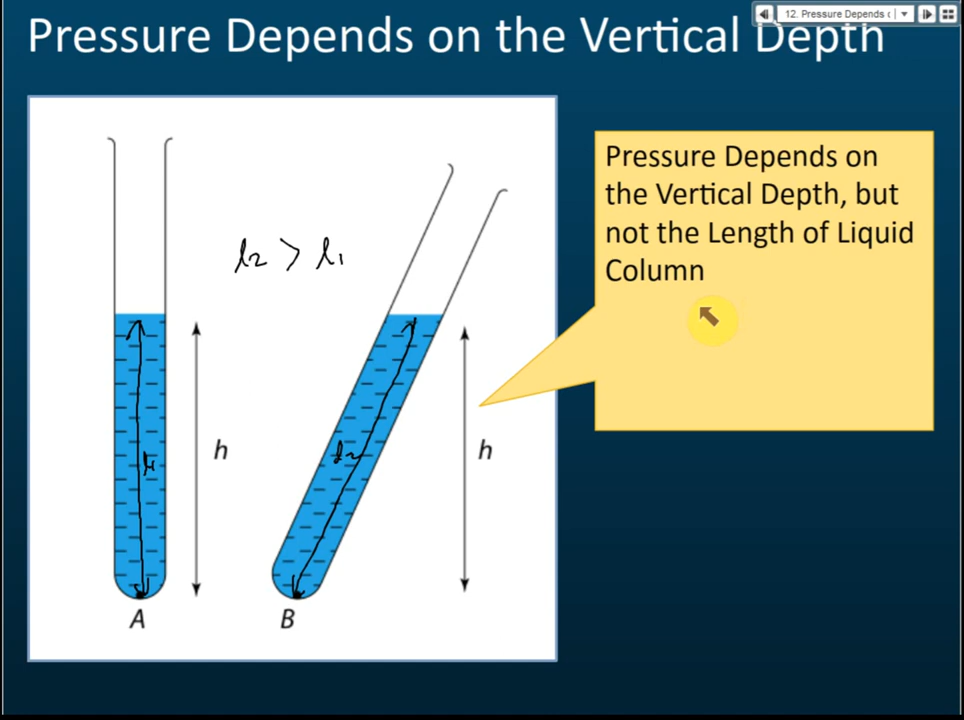 12. Pressure Depends (
Pressure Depends on the Vertical Depth
Pressure Depends on
the Vertical Depth, but
not the Length of Liquid
Column
l2 > l1
l1
h
l2
h
A
B